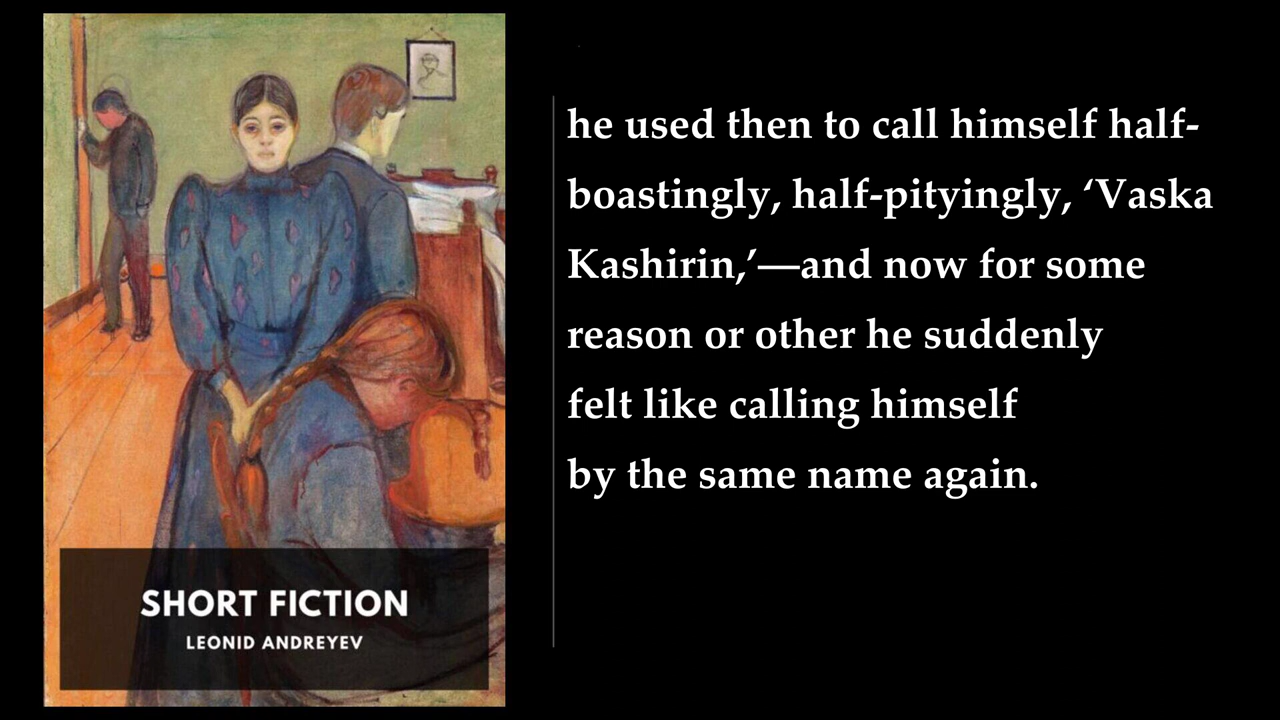 he used then to call himself half-
boastingly, half-pityingly, ‘Vaska
Kashirin,’—and now for some
reason or other he suddenly
felt like calling himself
by the same name again.
SHORT FICTION
LEONID ANDREYEV